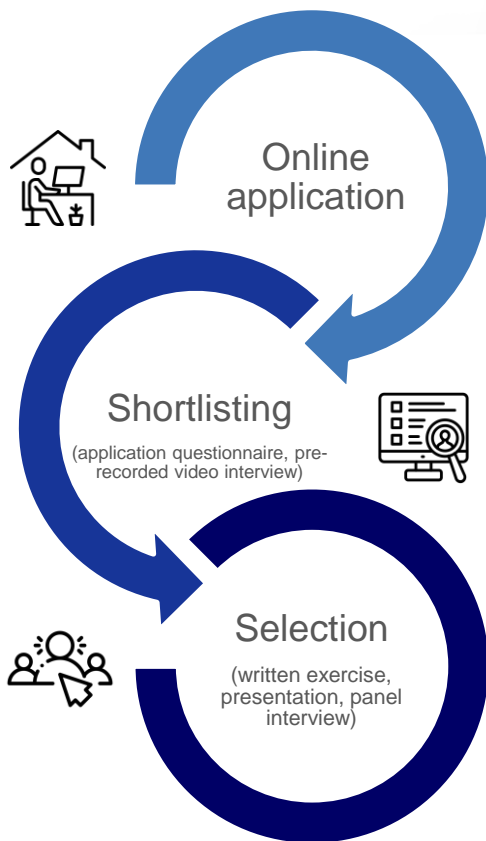 Online
application
Shortlisting
(application questionnaire, pre-
recorded video interview)
Selection
(written exercise,
presentation, panel
interview)